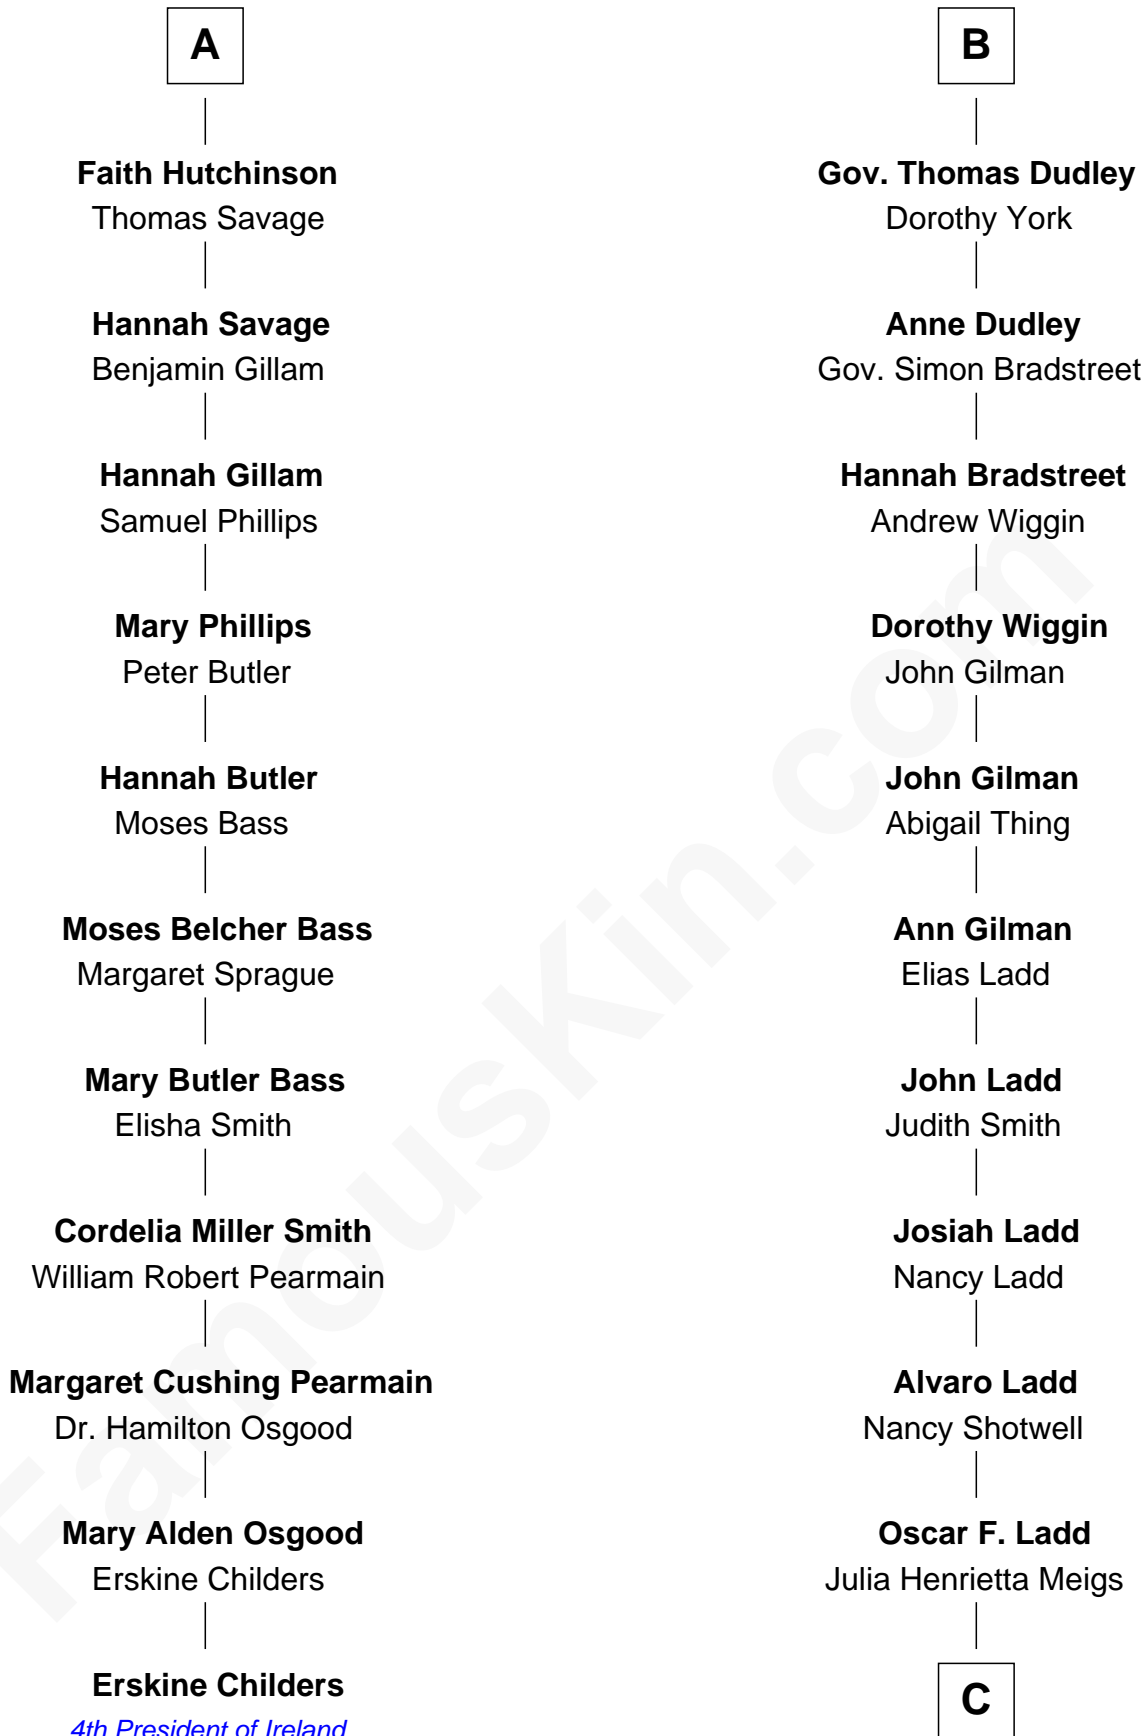 A
Faith Hutchinson
Thomas Savage
Hannah Savage
Benjamin Gillam
Hannah Gillam
Samuel Phillips
Mary Phillips
Peter Butler
Hannah Butler
Moses Bass
Moses Belcher Bass
Margaret Sprague
Mary Butler Bass
Elisha Smith
Cordelia Miller Smith
William Robert Pearmain
Margaret Cushing Pearmain
Dr. Hamilton Osgood
Mary Alden Osgood
Erskine Childers
Erskine Childers
4th President of Ireland
B
Gov. Thomas Dudley
Dorothy York
Anne Dudley
Gov. Simon Bradstreet
Hannah Bradstreet
Andrew Wiggin
Dorothy Wiggin
John Gilman
John Gilman
Abigail Thing
Ann Gilman
Elias Ladd
John Ladd
Judith Smith
Josiah Ladd
Nancy Ladd
Alvaro Ladd
Nancy Shotwell
Oscar F. Ladd
Julia Henrietta Meigs
C
FamousKin.com